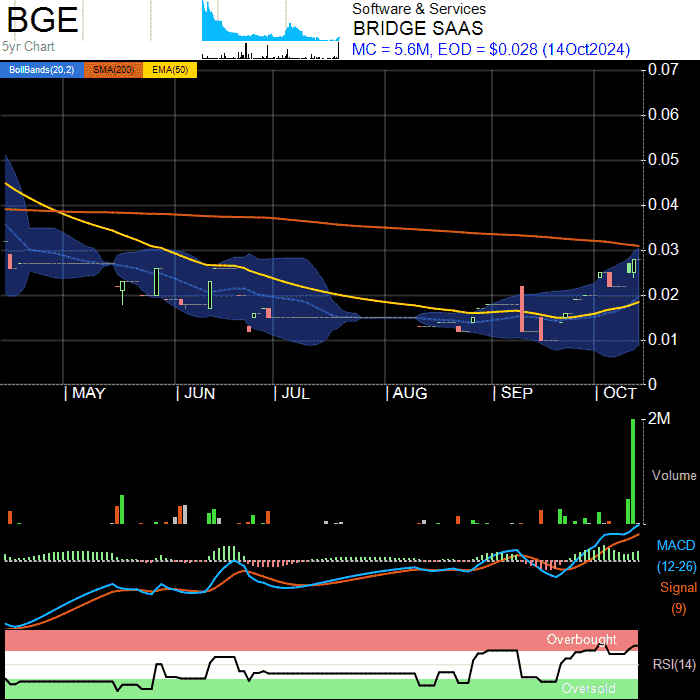 BGE
5yr Chart
Software & Services
BRIDGE SAAS
MC = 5.6M, EOD = $0.028 (14Oct2024)
BollBands(20,2) SMA(200) EMA(50)
0.07
0.06
0.05
0.04
0.03
0.02
0.01
0
MAY JUN JUL AUG SEP OCT
2M
Volume
MACD
(12-26)
Signal
(9)
Overbought
RSI(14)
Oversold